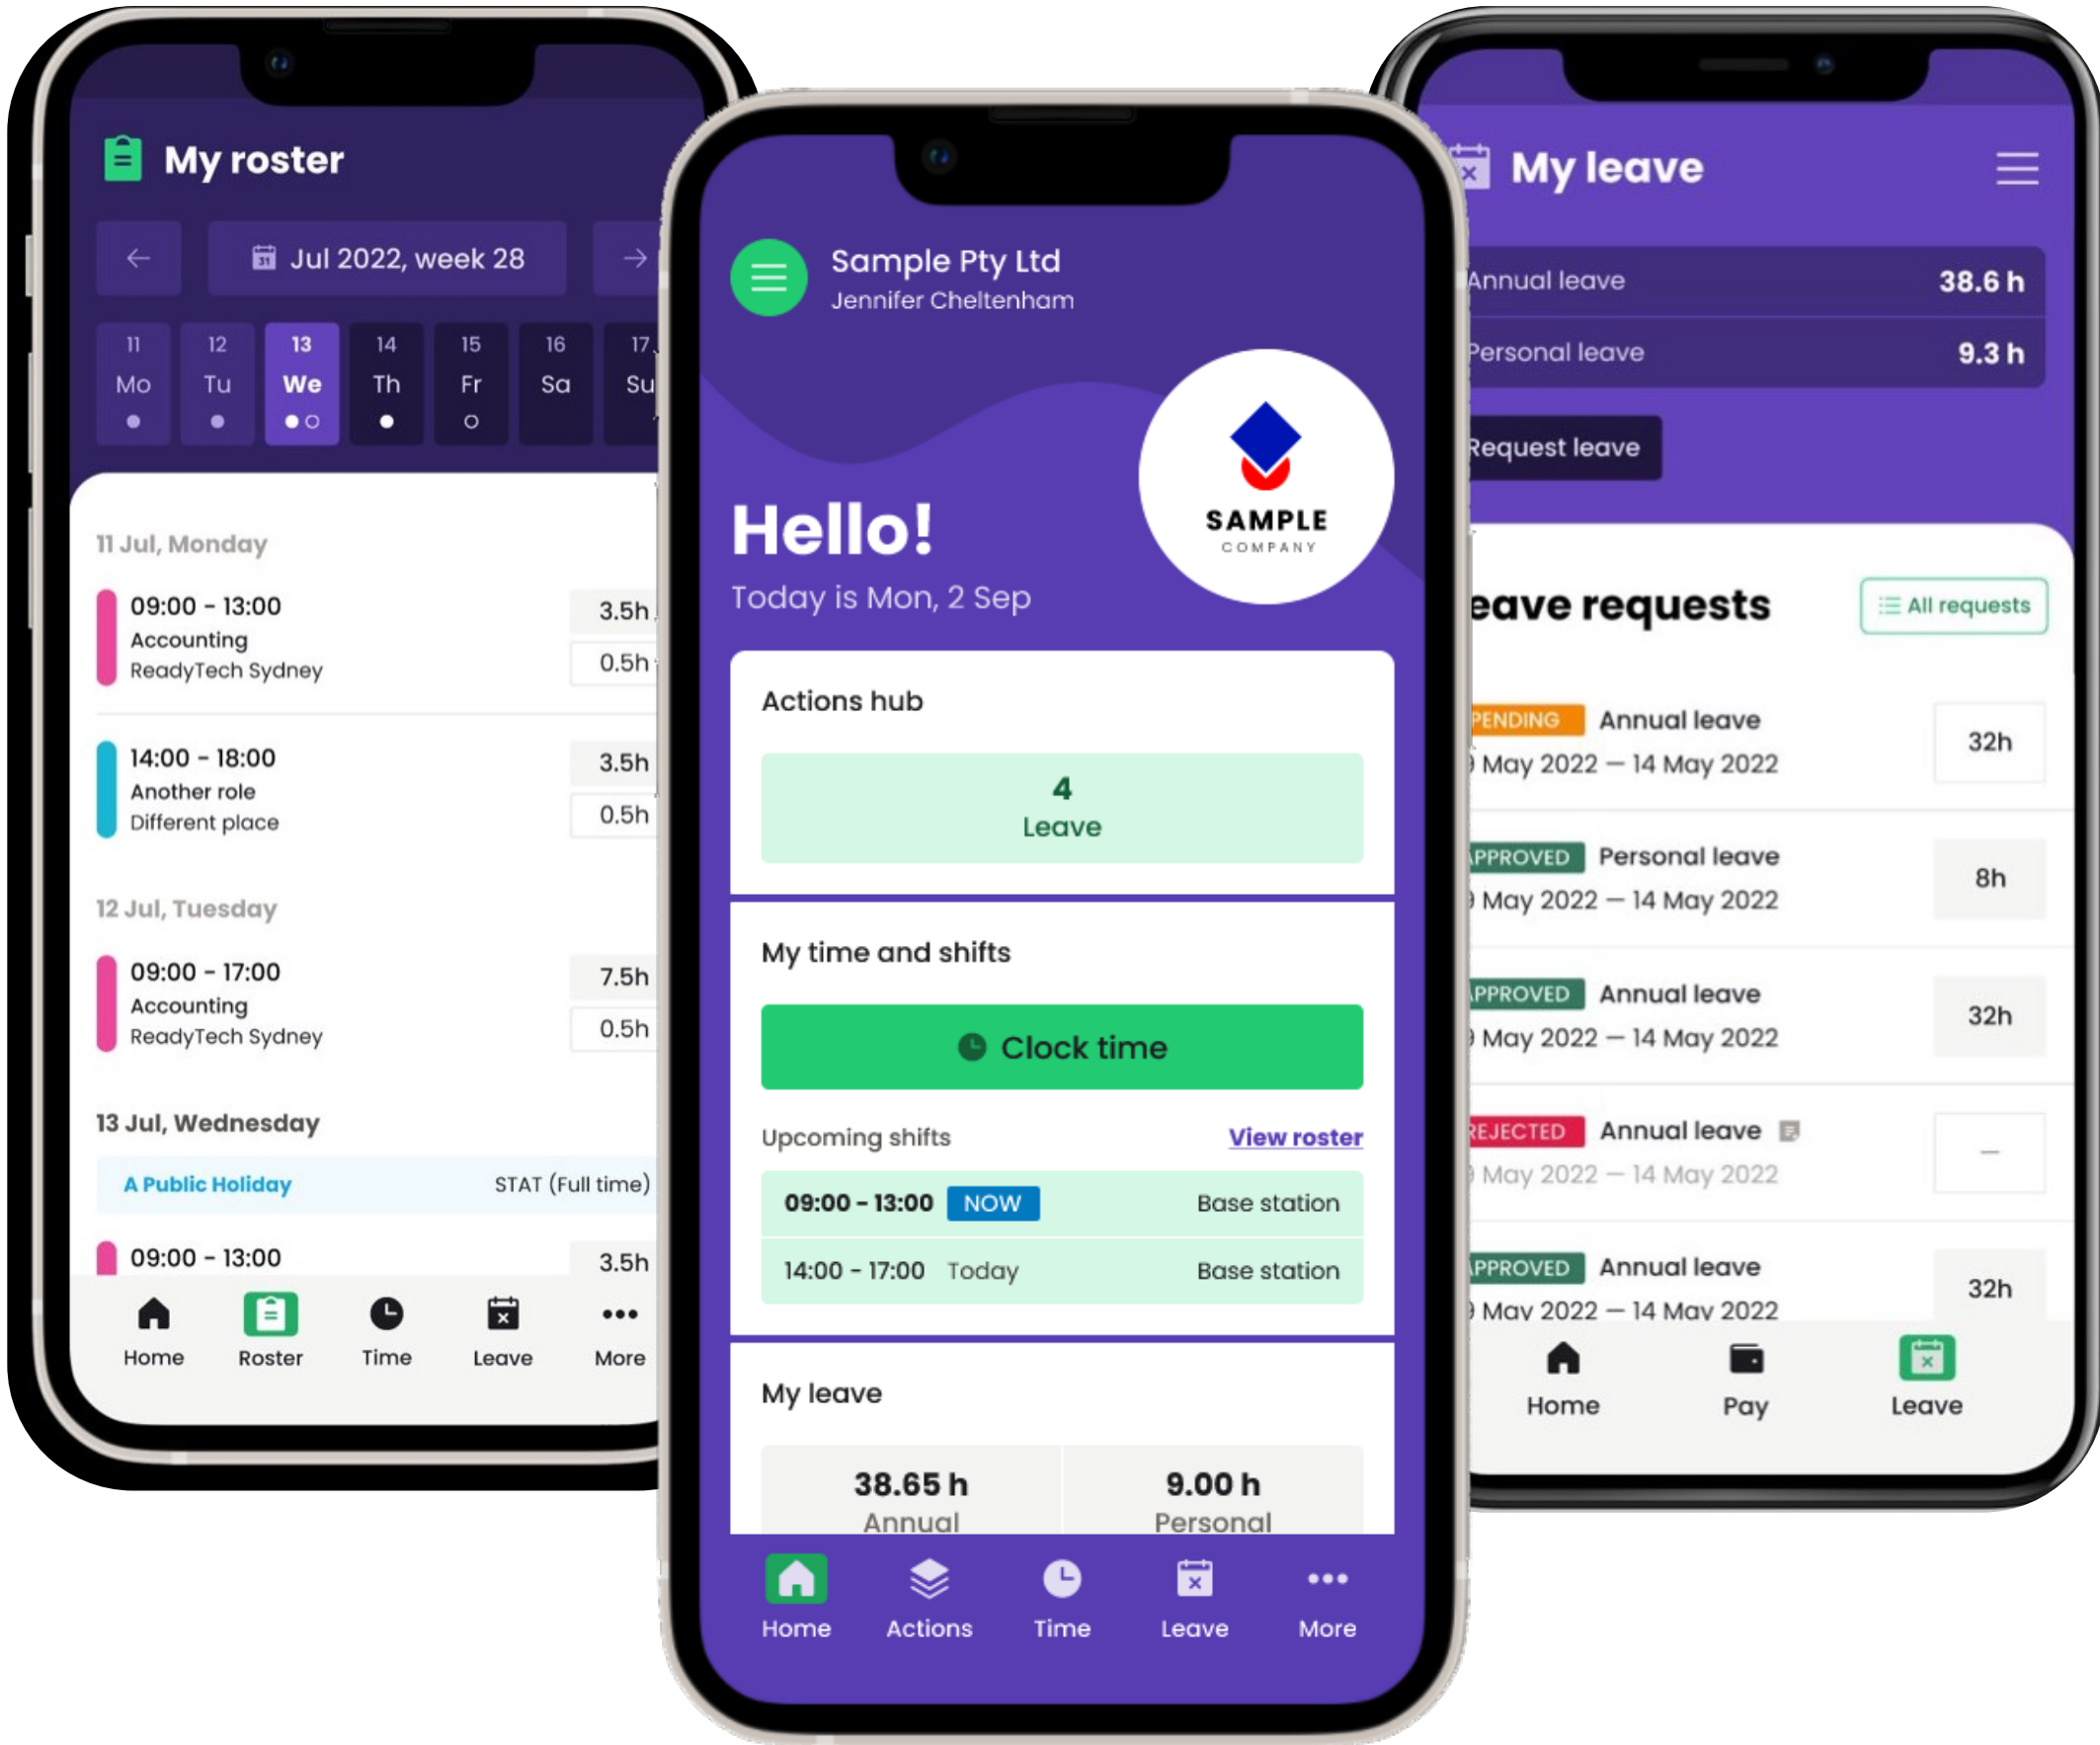 My roster
Jul 2022, week 28
11 12 13 14 15 16 17
Mo Tu We Th Fr Sa Su
11 Jul, Monday
09:00 - 13:00 3.5h
Accounting
ReadyTech Sydney 0.5h
14:00 - 18:00 3.5h
Another role
Different place 0.5h
12 Jul, Tuesday
09:00 - 17:00 7.5h
Accounting
ReadyTech Sydney 0.5h
13 Jul, Wednesday
A Public Holiday STAT (Full time)
09:00 - 13:00 3.5h
Home Roster Time Leave More
Sample Pty Ltd
Jennifer Cheltenham
SAMPLE
COMPANY
Hello!
Today is Mon, 2 Sep
Actions hub
4
Leave
My time and shifts
Clock time
Upcoming shifts View roster
09:00 - 13:00 NOW Base station
14:00 - 17:00 Today Base station
My leave
38.65 h 9.00 h
Annual Personal
Home Actions Time Leave More
My leave
Annual leave 38.6 h
Personal leave 9.3 h
Request leave
eave requests All requests
PENDING Annual leave
May 2022 — 14 May 2022 32h
PPROVED Personal leave
May 2022 — 14 May 2022 8h
PPROVED Annual leave
May 2022 — 14 May 2022 32h
REJECTED Annual leave
May 2022 — 14 May 2022 —
PPROVED Annual leave
May 2022 — 14 May 2022 32h
Home Pay Leave